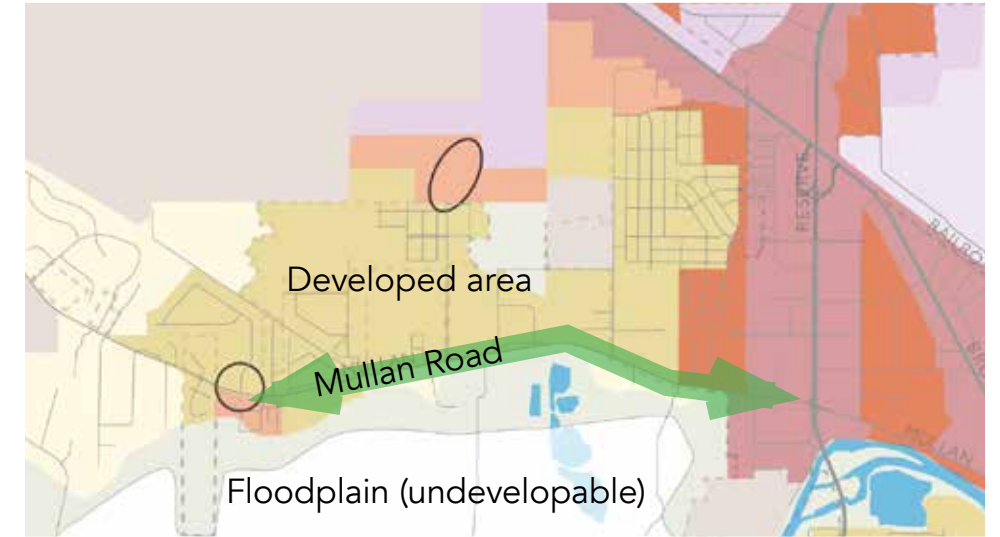 RESERVE
RAILRO
Developed area
Mullan Road
MULLAN
Floodplain (undevelopable)